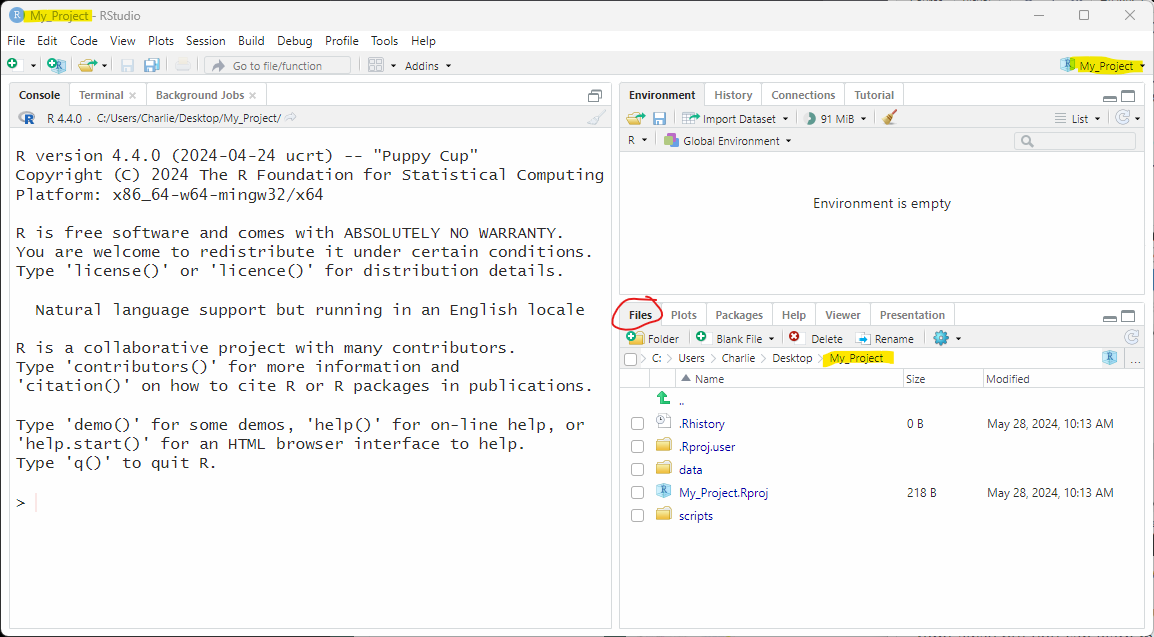 My_Project - RStudio
File Edit Code View Plots Session Build Debug Profile Tools Help
Go to file/function Addins My_Project
Console Terminal Background Jobs
R 4.4.0 · C:/Users/Charlie/Desktop/My_Project/
R version 4.4.0 (2024-04-24 ucrt) -- "Puppy Cup"
Copyright (C) 2024 The R Foundation for Statistical Computing
Platform: x86_64-w64-mingw32/x64
R is free software and comes with ABSOLUTELY NO WARRANTY.
You are welcome to redistribute it under certain conditions.
Type 'license()' or 'licence()' for distribution details.
Natural language support but running in an English locale
R is a collaborative project with many contributors.
Type 'contributors()' for more information and
'citation()' on how to cite R or R packages in publications.
Type 'demo()' for some demos, 'help()' for on-line help, or
'help.start()' for an HTML browser interface to help.
Type 'q()' to quit R.
>
Environment History Connections Tutorial
Import Dataset 91 MiB List
R Global Environment
Environment is empty
Files Plots Packages Help Viewer Presentation
Folder Blank File Delete Rename
C: Users Charlie Desktop My_Project ...
Name Size Modified
..
.Rhistory 0 B May 28, 2024, 10:13 AM
.Rproj.user
data
My_Project.Rproj 218 B May 28, 2024, 10:13 AM
scripts